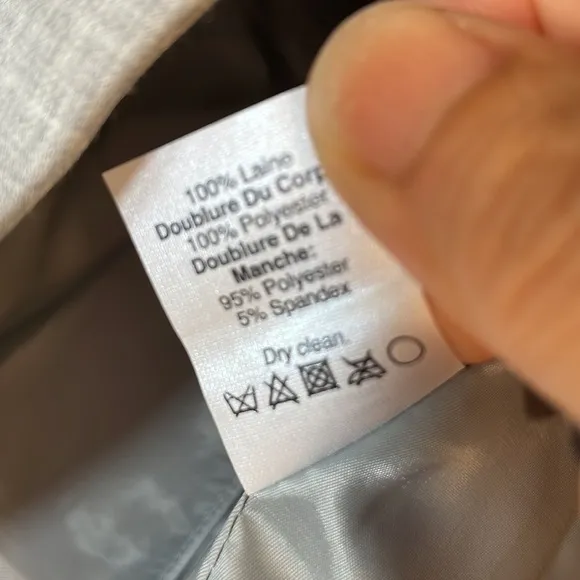 100% Laine
Doublure Du Corp
100% Polyester
Doublure De La
Manche:
95% Polyester
5% Spandex
Dry clean.